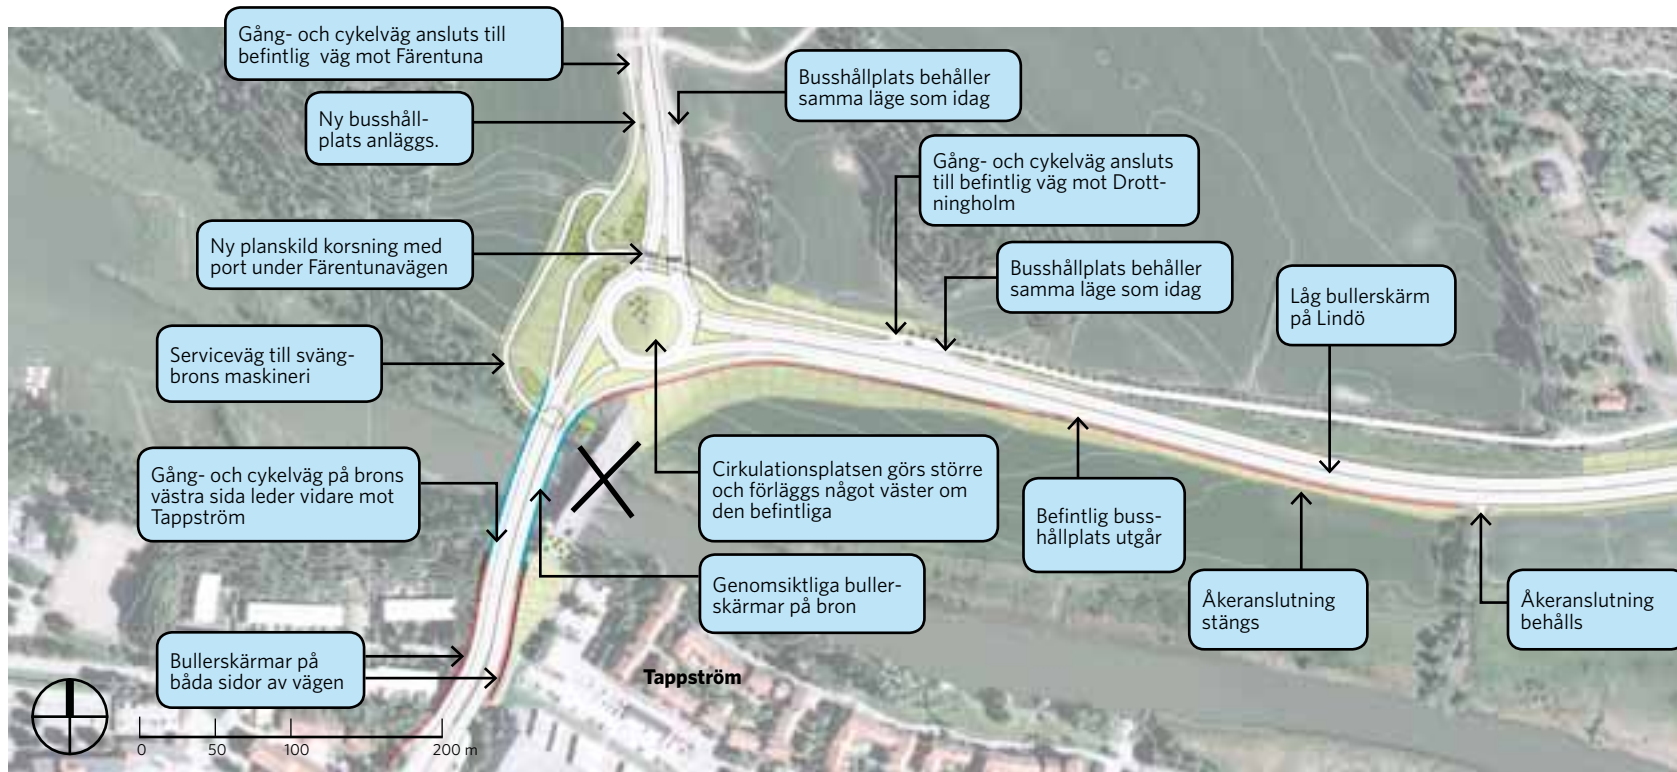 Gång- och cykelväg ansluts till
befintlig väg mot Färentuna
Busshållplats behåller
samma läge som idag
Ny busshåll-
plats anläggs.
Gång- och cykelväg ansluts
till befintlig väg mot Drott-
ningholm
Ny planskild korsning med
port under Färentunavägen
Busshållplats behåller
samma läge som idag
Låg bullerskärm
på Lindö
Serviceväg till sväng-
brons maskineri
Gång- och cykelväg på brons
västra sida leder vidare mot
Tappström
Cirkulationsplatsen görs större
och förläggs något väster om
den befintliga
Befintlig buss-
hållplats utgår
Genomsiktliga buller-
skärmar på bron
Åkeranslutning
stängs
Åkeranslutning
behålls
Bullerskärmar på
båda sidor av vägen
Tappström
0 50 100 200 m